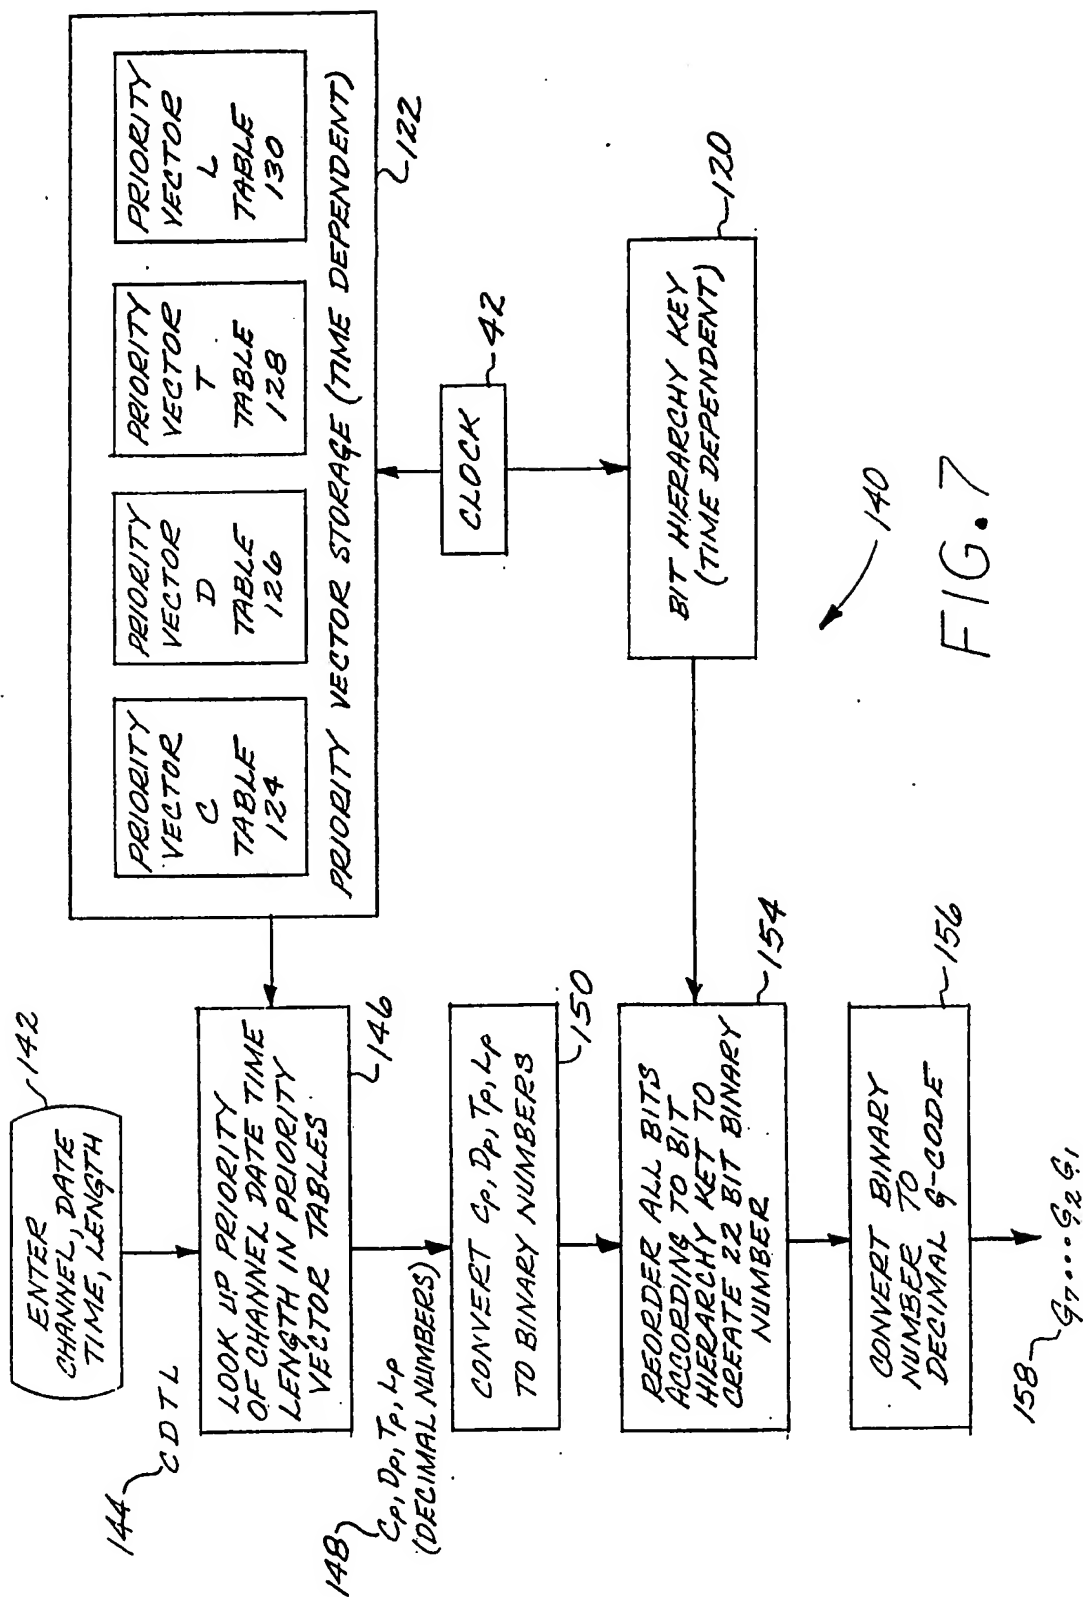 ENTER
CHANNEL, DATE
TIME, LENGTH
142
144
CDTL
LOOK UP PRIORITY
OF CHANNEL DATE TIME
LENGTH IN PRIORITY
VECTOR TABLES
146
148
Cp, Dp, Tp, Lp
(DECIMAL NUMBERS)
CONVERT Cp, Dp, Tp, Lp
TO BINARY NUMBERS
150
REORDER ALL BITS
ACCORDING TO BIT
HIERARCHY KET TO
CREATE 22 BIT BINARY
NUMBER
154
CONVERT BINARY
NUMBER TO
DECIMAL G-CODE
156
158
G7....G2G1
PRIORITY
VECTOR
C
TABLE
124
PRIORITY
VECTOR
D
TABLE
126
PRIORITY
VECTOR
T
TABLE
128
PRIORITY
VECTOR
L
TABLE
130
PRIORITY VECTOR STORAGE (TIME DEPENDENT)
122
CLOCK
42
BIT HIERARCHY KEY
(TIME DEPENDENT)
120
140
FIG. 7